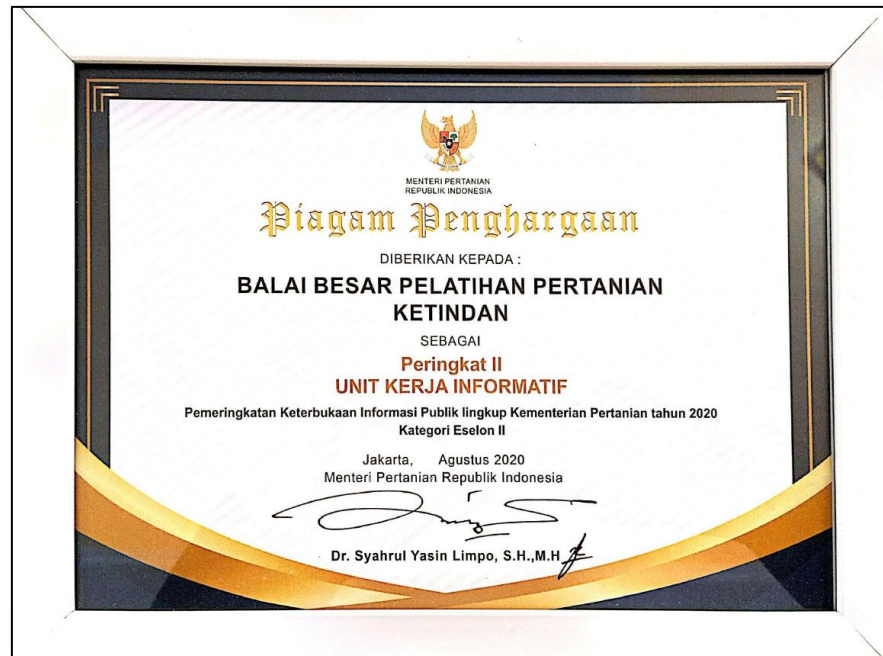 MENTERI PERTANIAN
REPUBLIK INDONESIA
Piagam Penghargaan
DIBERIKAN KEPADA :
BALAI BESAR PELATIHAN PERTANIAN
KETINDAN
SEBAGAI
Peringkat II
UNIT KERJA INFORMATIF
Pemeringkatan Keterbukaan Informasi Publik lingkup Kementerian Pertanian tahun 2020
Kategori Eselon II
Jakarta, Agustus 2020
Menteri Pertanian Republik Indonesia
Dr. Syahrul Yasin Limpo, S.H.,M.H